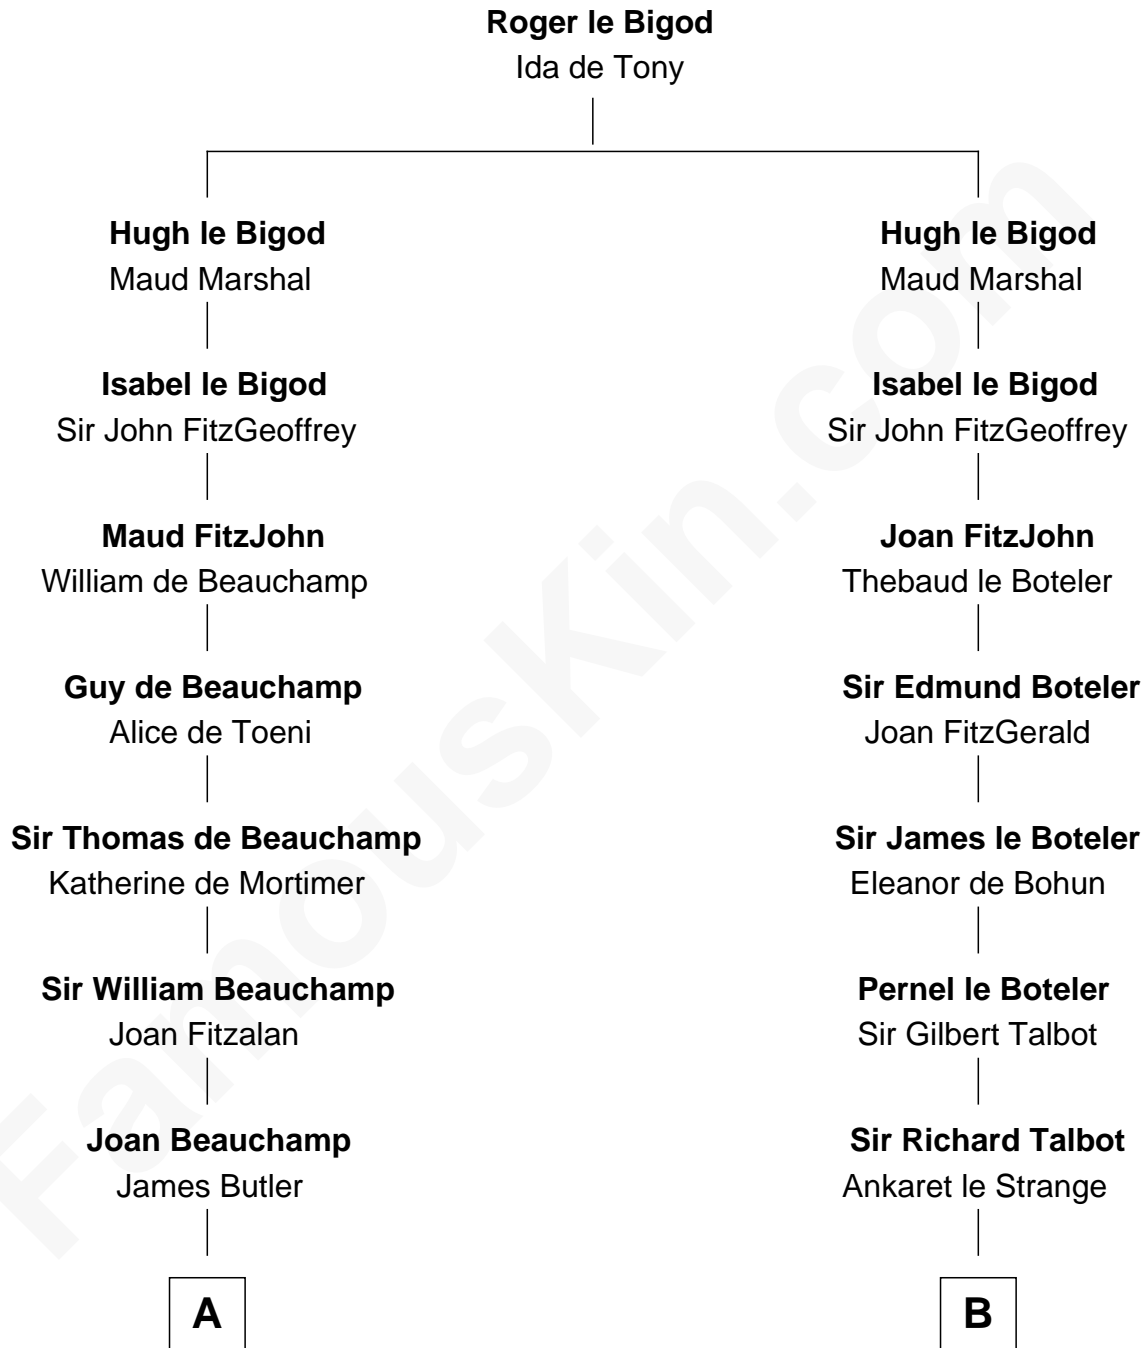 Roger le Bigod
Ida de Tony
Hugh le Bigod
Maud Marshal
Hugh le Bigod
Maud Marshal
Isabel le Bigod
Sir John FitzGeoffrey
Isabel le Bigod
Sir John FitzGeoffrey
Maud FitzJohn
William de Beauchamp
Joan FitzJohn
Thebaud le Boteler
Guy de Beauchamp
Alice de Toeni
Sir Edmund Boteler
Joan FitzGerald
Sir Thomas de Beauchamp
Katherine de Mortimer
Sir James le Boteler
Eleanor de Bohun
Sir William Beauchamp
Joan Fitzalan
Pernel le Boteler
Sir Gilbert Talbot
Joan Beauchamp
James Butler
Sir Richard Talbot
Ankaret le Strange
A
B
FamousKin.com